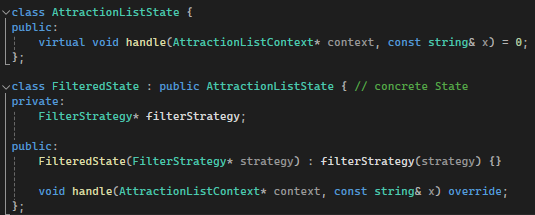 class AttractionListState {
public:
    virtual void handle(AttractionListContext* context, const string& x) = 0;
};
class FilteredState : public AttractionListState { // concrete State
private:
    FilterStrategy* filterStrategy;
public:
    FilteredState(FilterStrategy* strategy) : filterStrategy(strategy) {}
    void handle(AttractionListContext* context, const string& x) override;
};